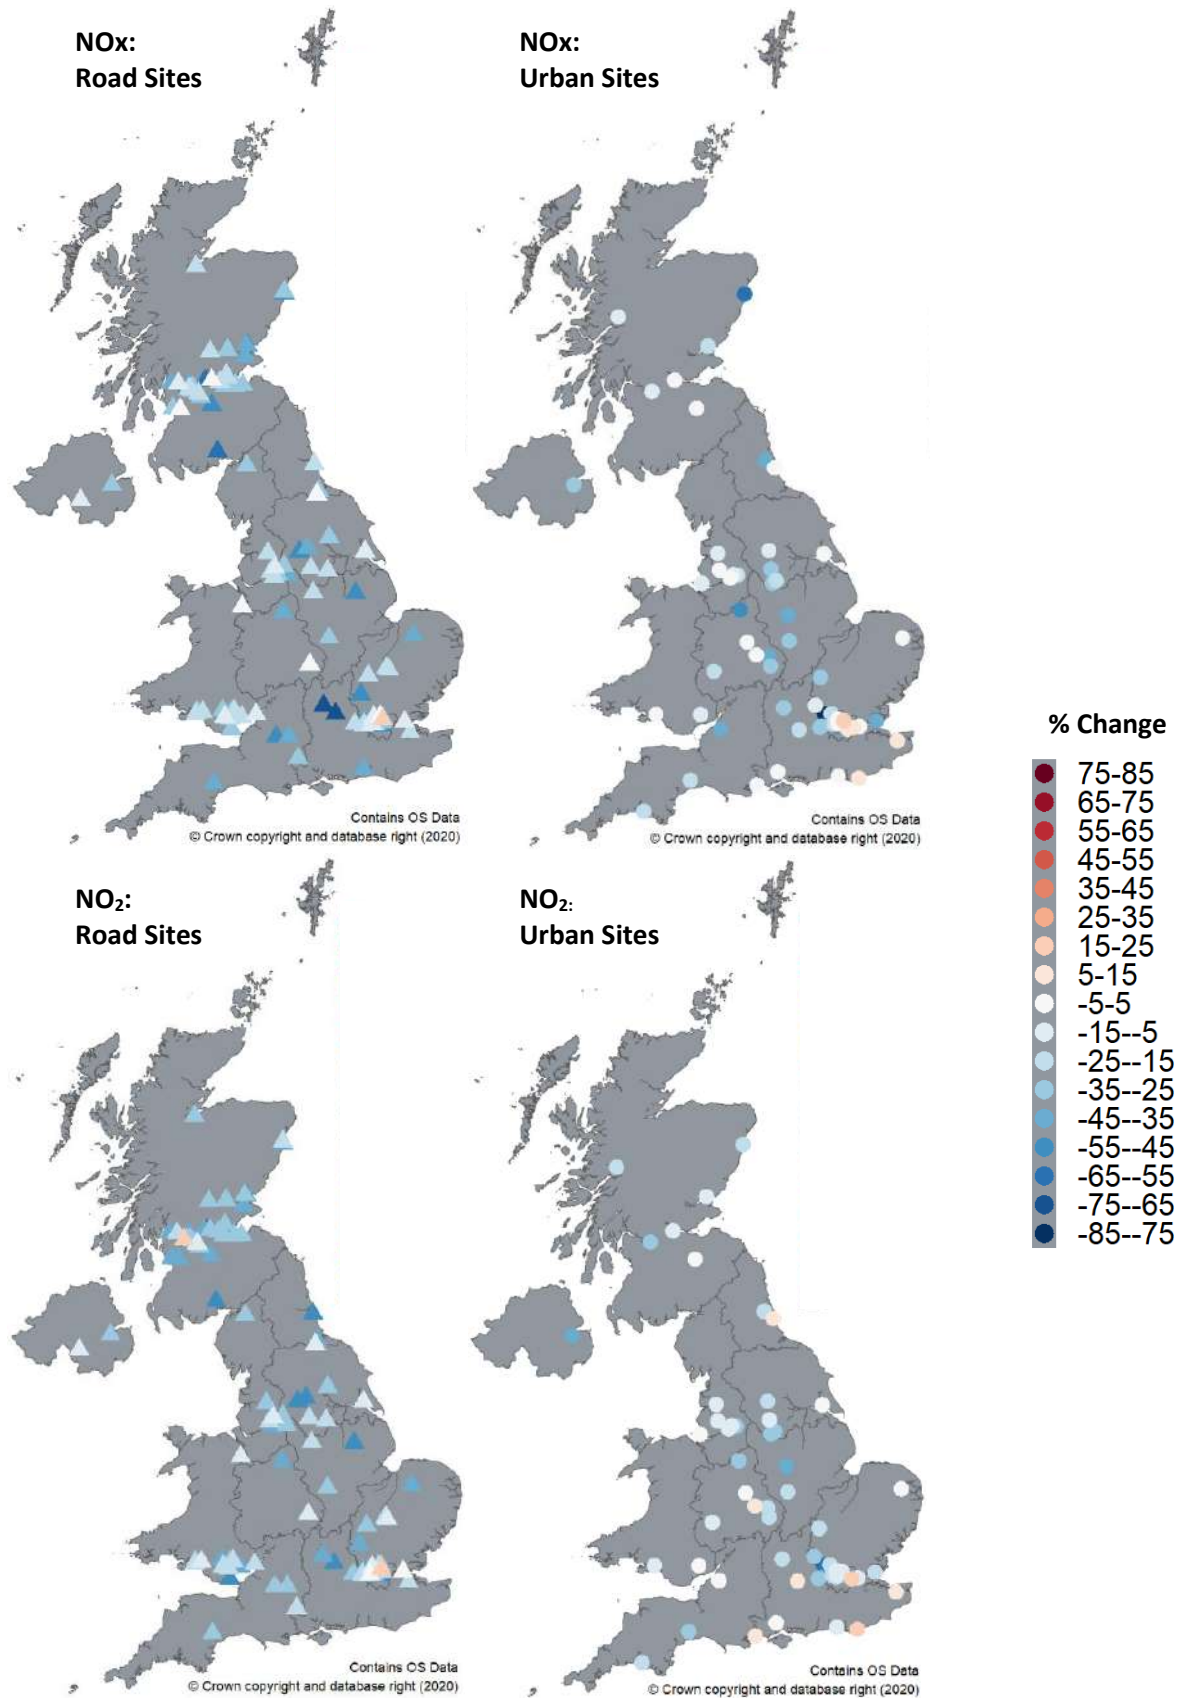 NOx:
Road Sites
NOx:
Urban Sites
Contains OS Data
© Crown copyright and database right (2020)
Contains OS Data
© Crown copyright and database right (2020)
% Change
75-85
65-75
55-65
45-55
35-45
25-35
15-25
5-15
-5-5
-15--5
-25--15
-35--25
-45--35
-55--45
-65--55
-75--65
-85--75
NO₂:
Road Sites
NO₂:
Urban Sites
Contains OS Data
© Crown copyright and database right (2020)
Contains OS Data
© Crown copyright and database right (2020)